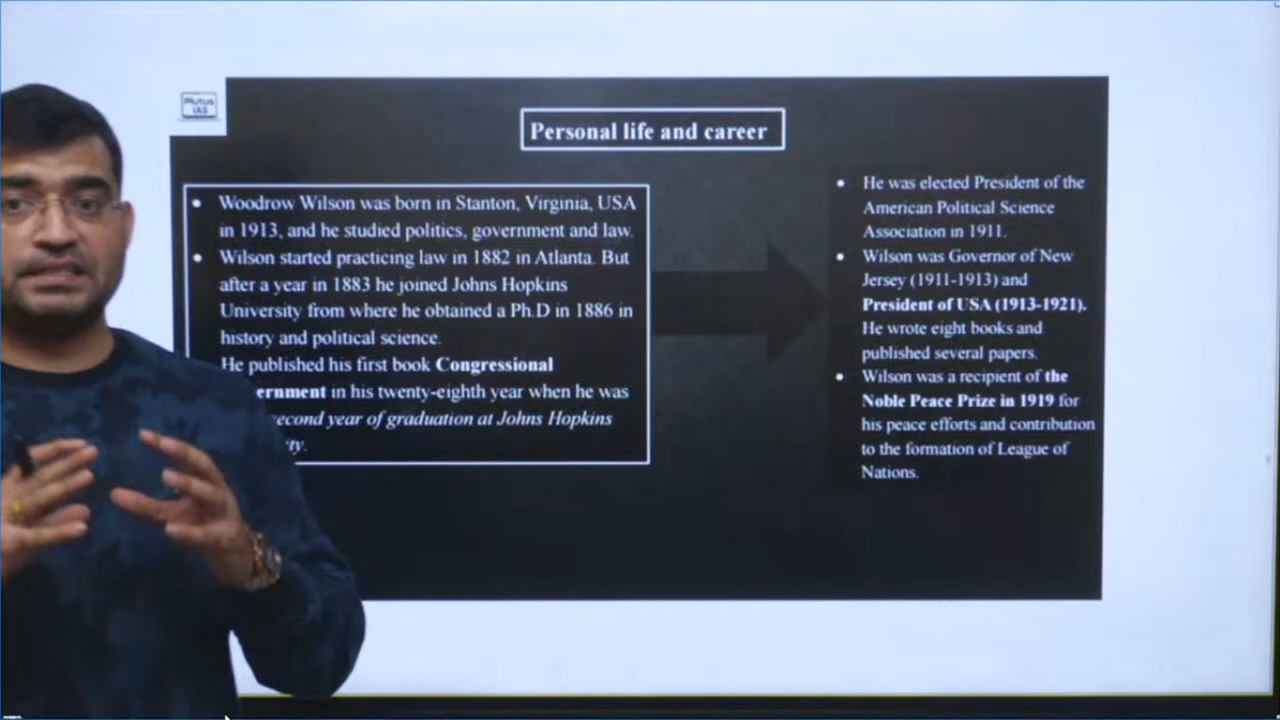 Plutus
IAS
Personal life and career
Woodrow Wilson was born in Stanton, Virginia, USA
in 1913, and he studied politics, government and law.
Wilson started practicing law in 1882 in Atlanta. But
after a year in 1883 he joined Johns Hopkins
University from where he obtained a Ph.D in 1886 in
history and political science.
He published his first book Congressional
ernment in his twenty-eighth year when he was
econd year of graduation at Johns Hopkins
ty.
He was elected President of the
American Political Science
Association in 1911.
Wilson was Governor of New
Jersey (1911-1913) and
President of USA (1913-1921).
He wrote eight books and
published several papers.
Wilson was a recipient of the
Noble Peace Prize in 1919 for
his peace efforts and contribution
to the formation of League of
Nations.